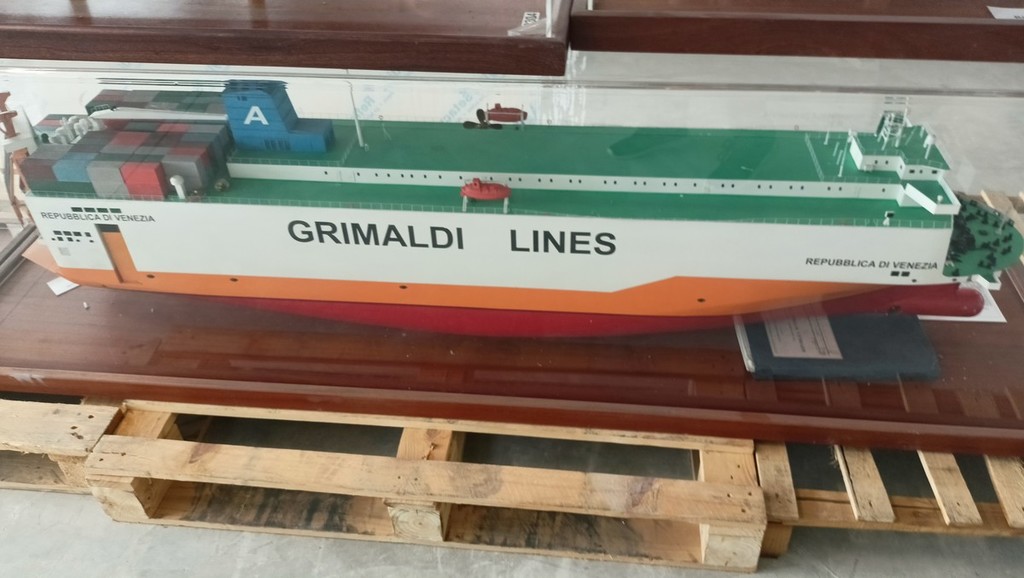 A
REPUBBLICA DI VENEZIA
GRIMALDI LINES
REPUBBLICA DI VENEZIA